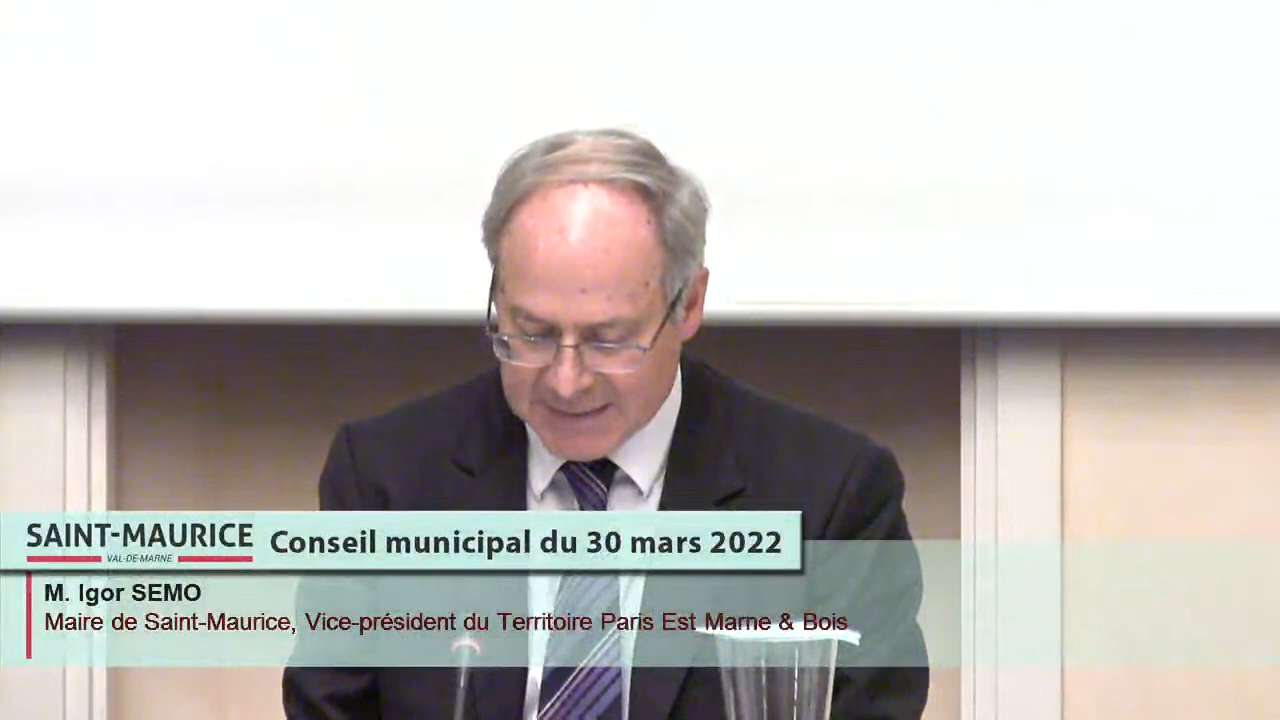 SAINT-MAURICE
VAL-DE-MARNE
Conseil municipal du 30 mars 2022
M. Igor SEMO
Maire de Saint-Maurice, Vice-président du Territoire Paris Est Marne & Bois